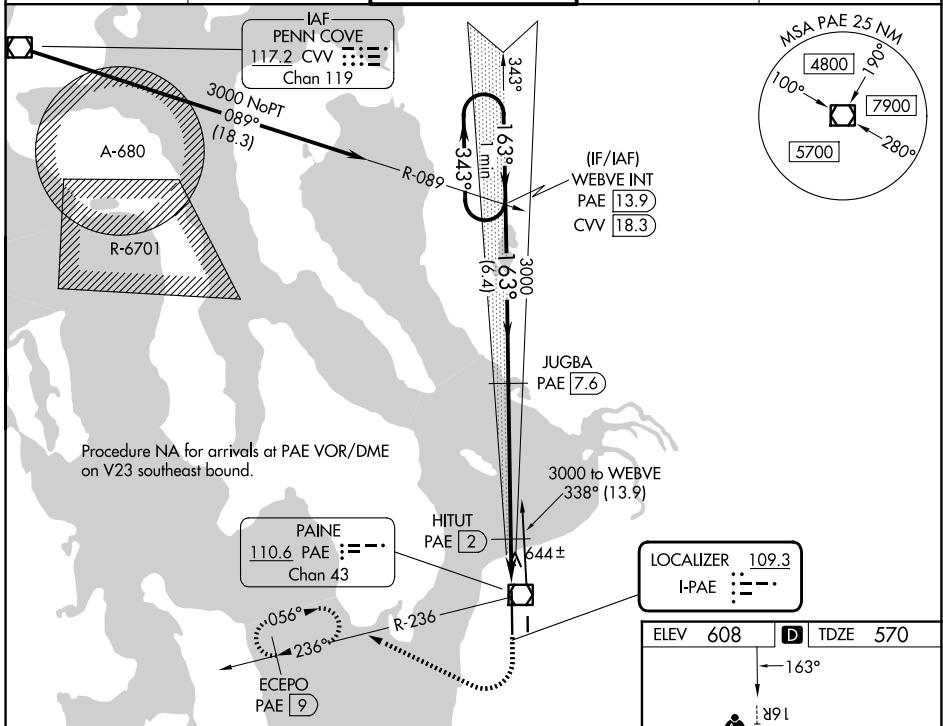 IAF
PENN COVE
117.2 CVV
Chan 119
3000 NoPT
089°
(18.3)
A-680
R-6701
R-089
343°
163°
1 min
343°
163°
(6.4)
3000
(IF/IAF)
WEBVE INT
PAE 13.9
CVV 18.3
MSA PAE 25 NM
4800
190°
100°
7900
5700
280°
JUGBA
PAE 7.6
Procedure NA for arrivals at PAE VOR/DME
on V23 southeast bound.
3000 to WEBVE
338° (13.9)
HITUT
PAE 2
644±
PAINE
110.6 PAE
Chan 43
LOCALIZER 109.3
I-PAE
R-236
056°
236°
ECEPO
PAE 9
ELEV 608 D TDZE 570
163°
16R